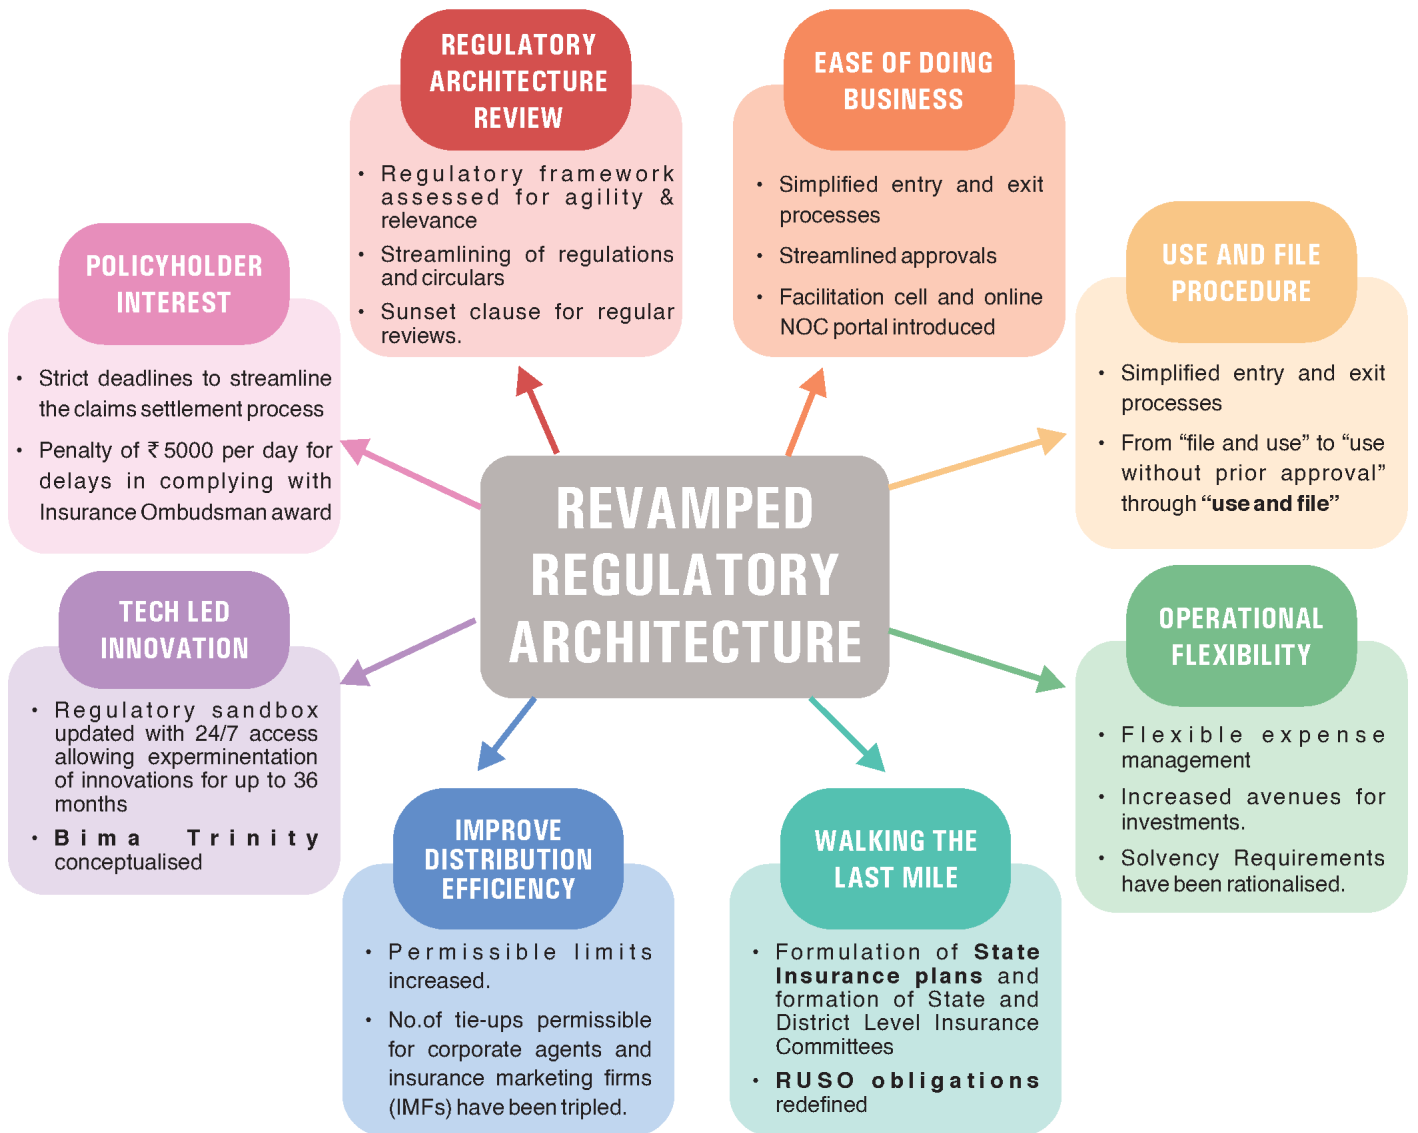 REGULATORY
ARCHITECTURE
REVIEW
• Regulatory framework
assessed for agility &
relevance
• Streamlining of regulations
and circulars
• Sunset clause for regular
reviews.
EASE OF DOING
BUSINESS
• Simplified entry and exit
processes
• Streamlined approvals
• Facilitation cell and online
NOC portal introduced
POLICYHOLDER
INTEREST
• Strict deadlines to streamline
the claims settlement process
• Penalty of ₹ 5000 per day for
delays in complying with
Insurance Ombudsman award
USE AND FILE
PROCEDURE
• Simplified entry and exit
processes
• From “file and use” to “use
without prior approval”
through “use and file”
REVAMPED
REGULATORY
ARCHITECTURE
TECH LED
INNOVATION
• Regulatory sandbox
updated with 24/7 access
allowing experminentation
of innovations for up to 36
months
• Bima Trinity
conceptualised
OPERATIONAL
FLEXIBILITY
• Flexible expense
management
• Increased avenues for
investments.
• Solvency Requirements
have been rationalised.
IMPROVE
DISTRIBUTION
EFFICIENCY
• Permissible limits
increased.
• No.of tie-ups permissible
for corporate agents and
insurance marketing firms
(IMFs) have been tripled.
WALKING THE
LAST MILE
• Formulation of State
Insurance plans and
formation of State and
District Level Insurance
Committees
• RUSO obligations
redefined